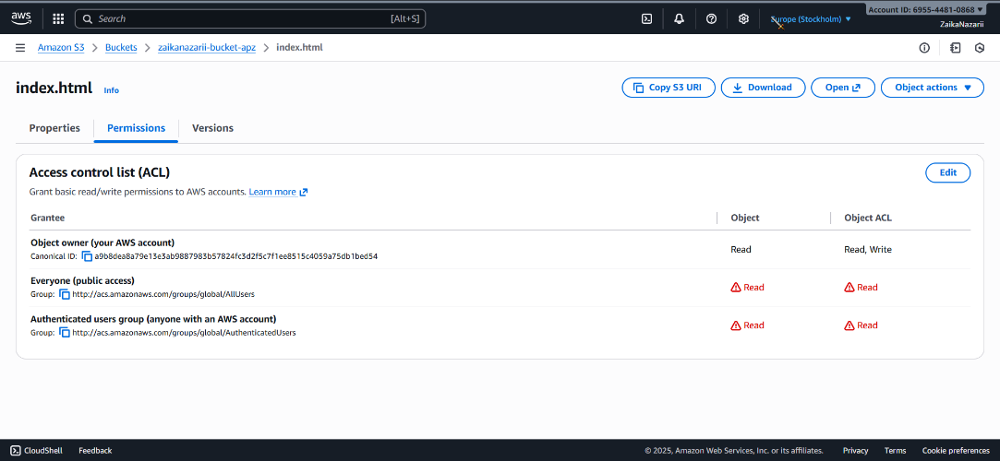 aws
Search [Alt+S]
Europe (Stockholm) ▼
Account ID: 6955-4481-0868 ▼
ZaikaNazarii
Amazon S3 > Buckets > zaikanazarii-bucket-apz > index.html
index.html Info
Copy S3 URI
Download
Open
Object actions ▼
Properties Permissions Versions
Access control list (ACL)
Edit
Grant basic read/write permissions to AWS accounts. Learn more
Grantee Object Object ACL
Object owner (your AWS account)
Canonical ID: a9b8dea8a79e13e3ab9887983b57824fc3d2f5c7f1ee8515c4059a75db1bed54
Read Read, Write
Everyone (public access)
Group: http://acs.amazonaws.com/groups/global/AllUsers
Read Read
Authenticated users group (anyone with an AWS account)
Group: http://acs.amazonaws.com/groups/global/AuthenticatedUsers
Read Read
CloudShell Feedback © 2025, Amazon Web Services, Inc. or its affiliates. Privacy Terms Cookie preferences